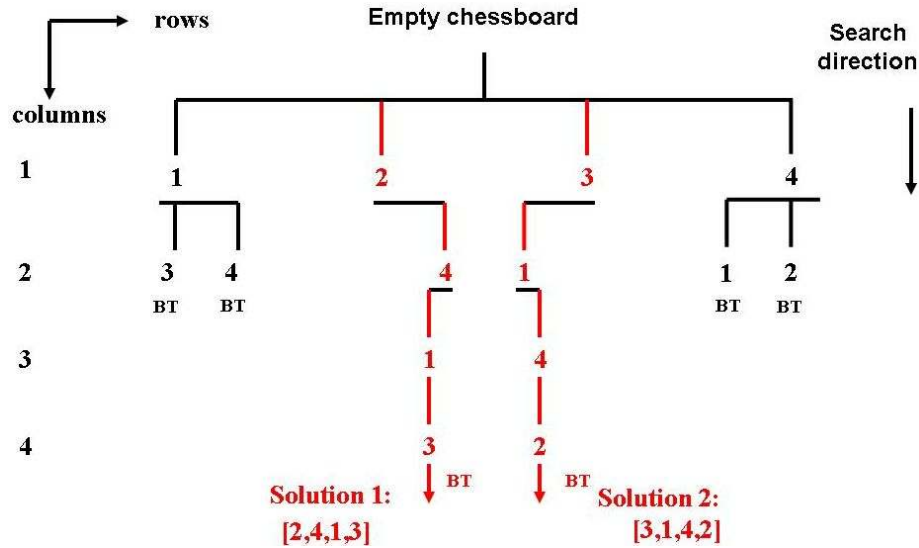 rows
Empty chessboard
Search
direction
columns
1
1 2 3 4
2
3 4 4 1 1 2
BT BT BT BT
3
1 4
4
3 2
BT BT
Solution 1: Solution 2:
[2,4,1,3] [3,1,4,2]